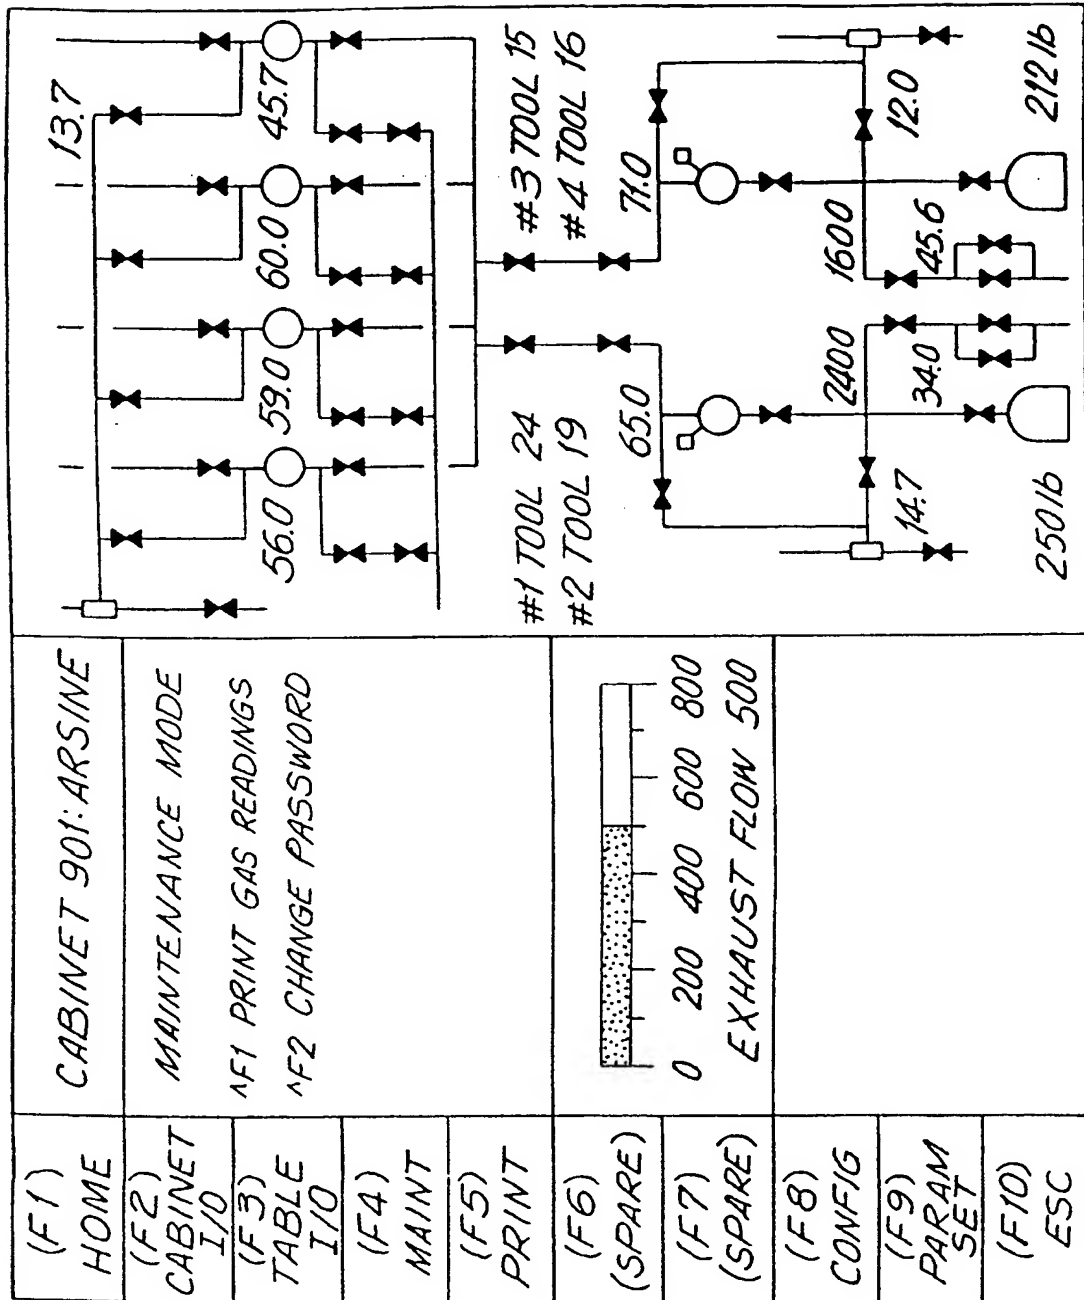 (F1)
HOME
(F2)
CABINET
I/O
(F3)
TABLE
I/O
(F4)
MAINT
(F5)
PRINT
(F6)
(SPARE)
(F7)
(SPARE)
(F8)
CONFIG
(F9)
PARAM
SET
(F10)
ESC
CABINET 901: ARSINE
MAINTENANCE MODE
^F1 PRINT GAS READINGS
^F2 CHANGE PASSWORD
0 200 400 600 800
EXHAUST FLOW 500
13.7
56.0 59.0 60.0 45.7
#1 TOOL 24
#2 TOOL 19
#3 TOOL 15
#4 TOOL 16
65.0 71.0
2400 1600
14.7 34.0 45.6 12.0
250 lb 212 lb